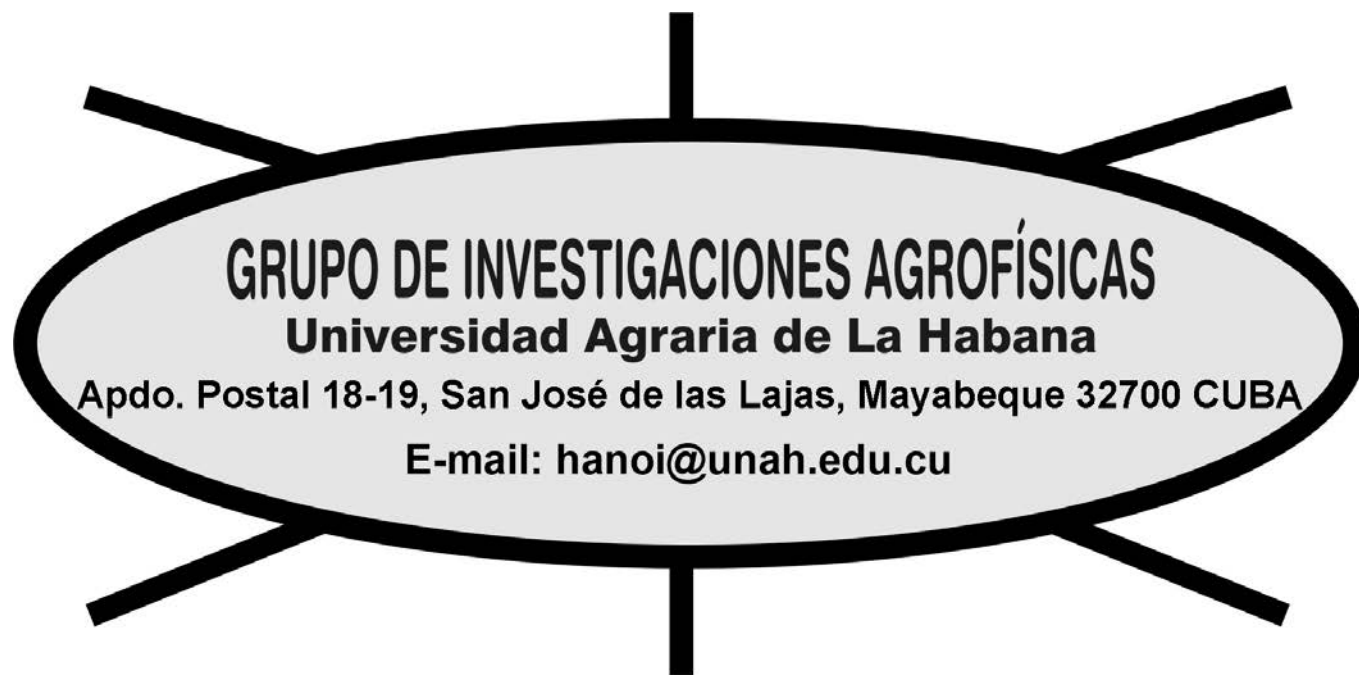 GRUPO DE INVESTIGACIONES AGROFÍSICAS
Universidad Agraria de La Habana
Apdo. Postal 18-19, San José de las Lajas, Mayabeque 32700 CUBA
E-mail: hanoi@unah.edu.cu